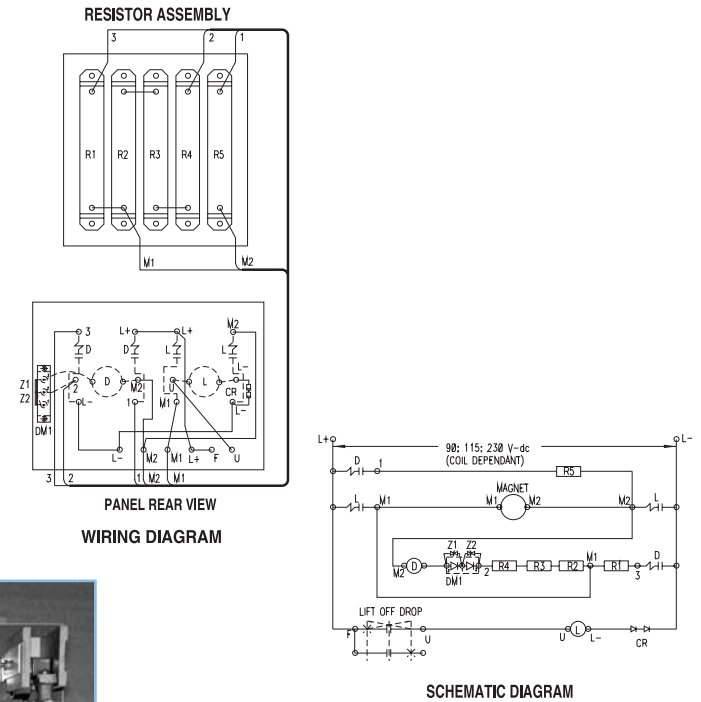 RESISTOR ASSEMBLY
3 2 1
R1 R2 R3 R4 R5
M1 M2
3 L+ L+ M2
D D L L
L-
Z1 2 D M2 U L CR
Z2 L- 1 M1 L-
DM1
L- M2 M1 L+ F U
3 2 1 M2 M1
PANEL REAR VIEW
WIRING DIAGRAM
L+ L-
90; 115; 230 V-dc
(COIL DEPENDANT)
D 1 R5
MAGNET
L M1 M1 M2 M2 L
Z1 Z2 M1 D
M2 D DM1 2 R4 R3 R2 R1 3
LIFT OFF DROP
F U U L L- CR
SCHEMATIC DIAGRAM